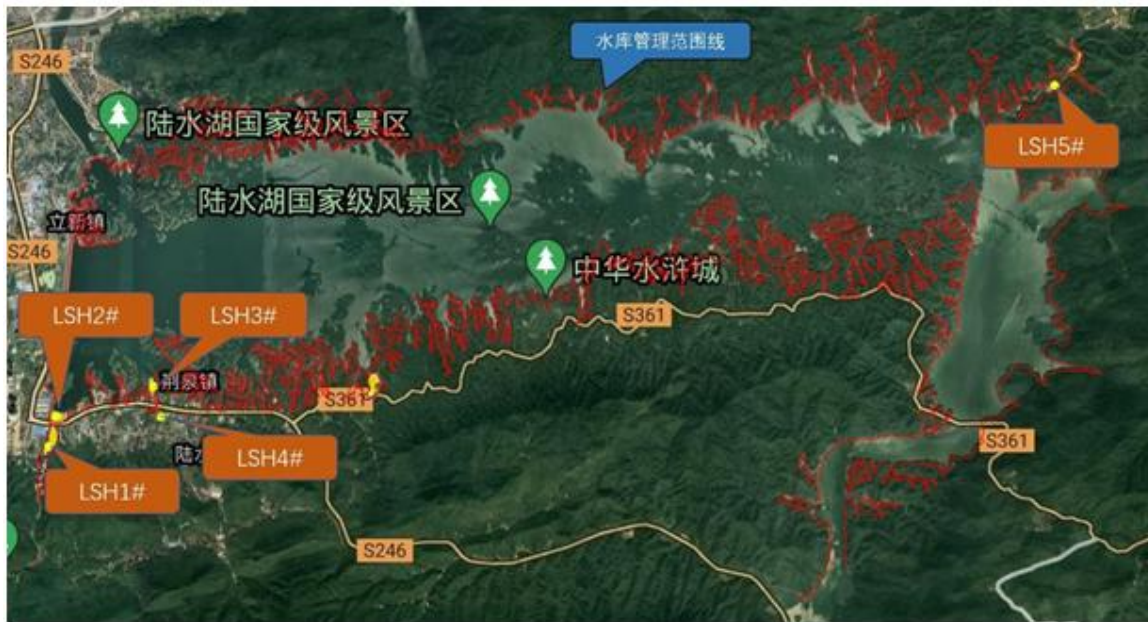 水库管理范围线
S246
陆水湖国家级风景区
LSH5#
陆水湖国家级风景区
立新镇
S246
中华水浒城
LSH2#
LSH3#
S361
荆泉镇
S361
LSH4#
陆水
S361
LSH1#
S246